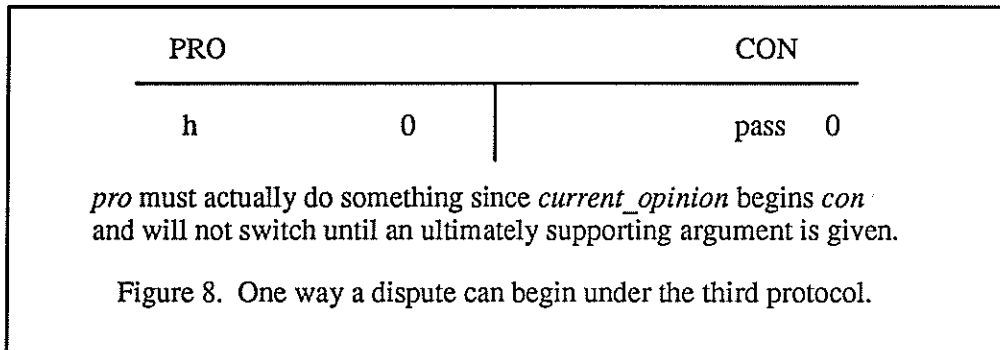 PRO CON
h 0 pass 0
pro must actually do something since current_opinion begins con
and will not switch until an ultimately supporting argument is given.
Figure 8. One way a dispute can begin under the third protocol.